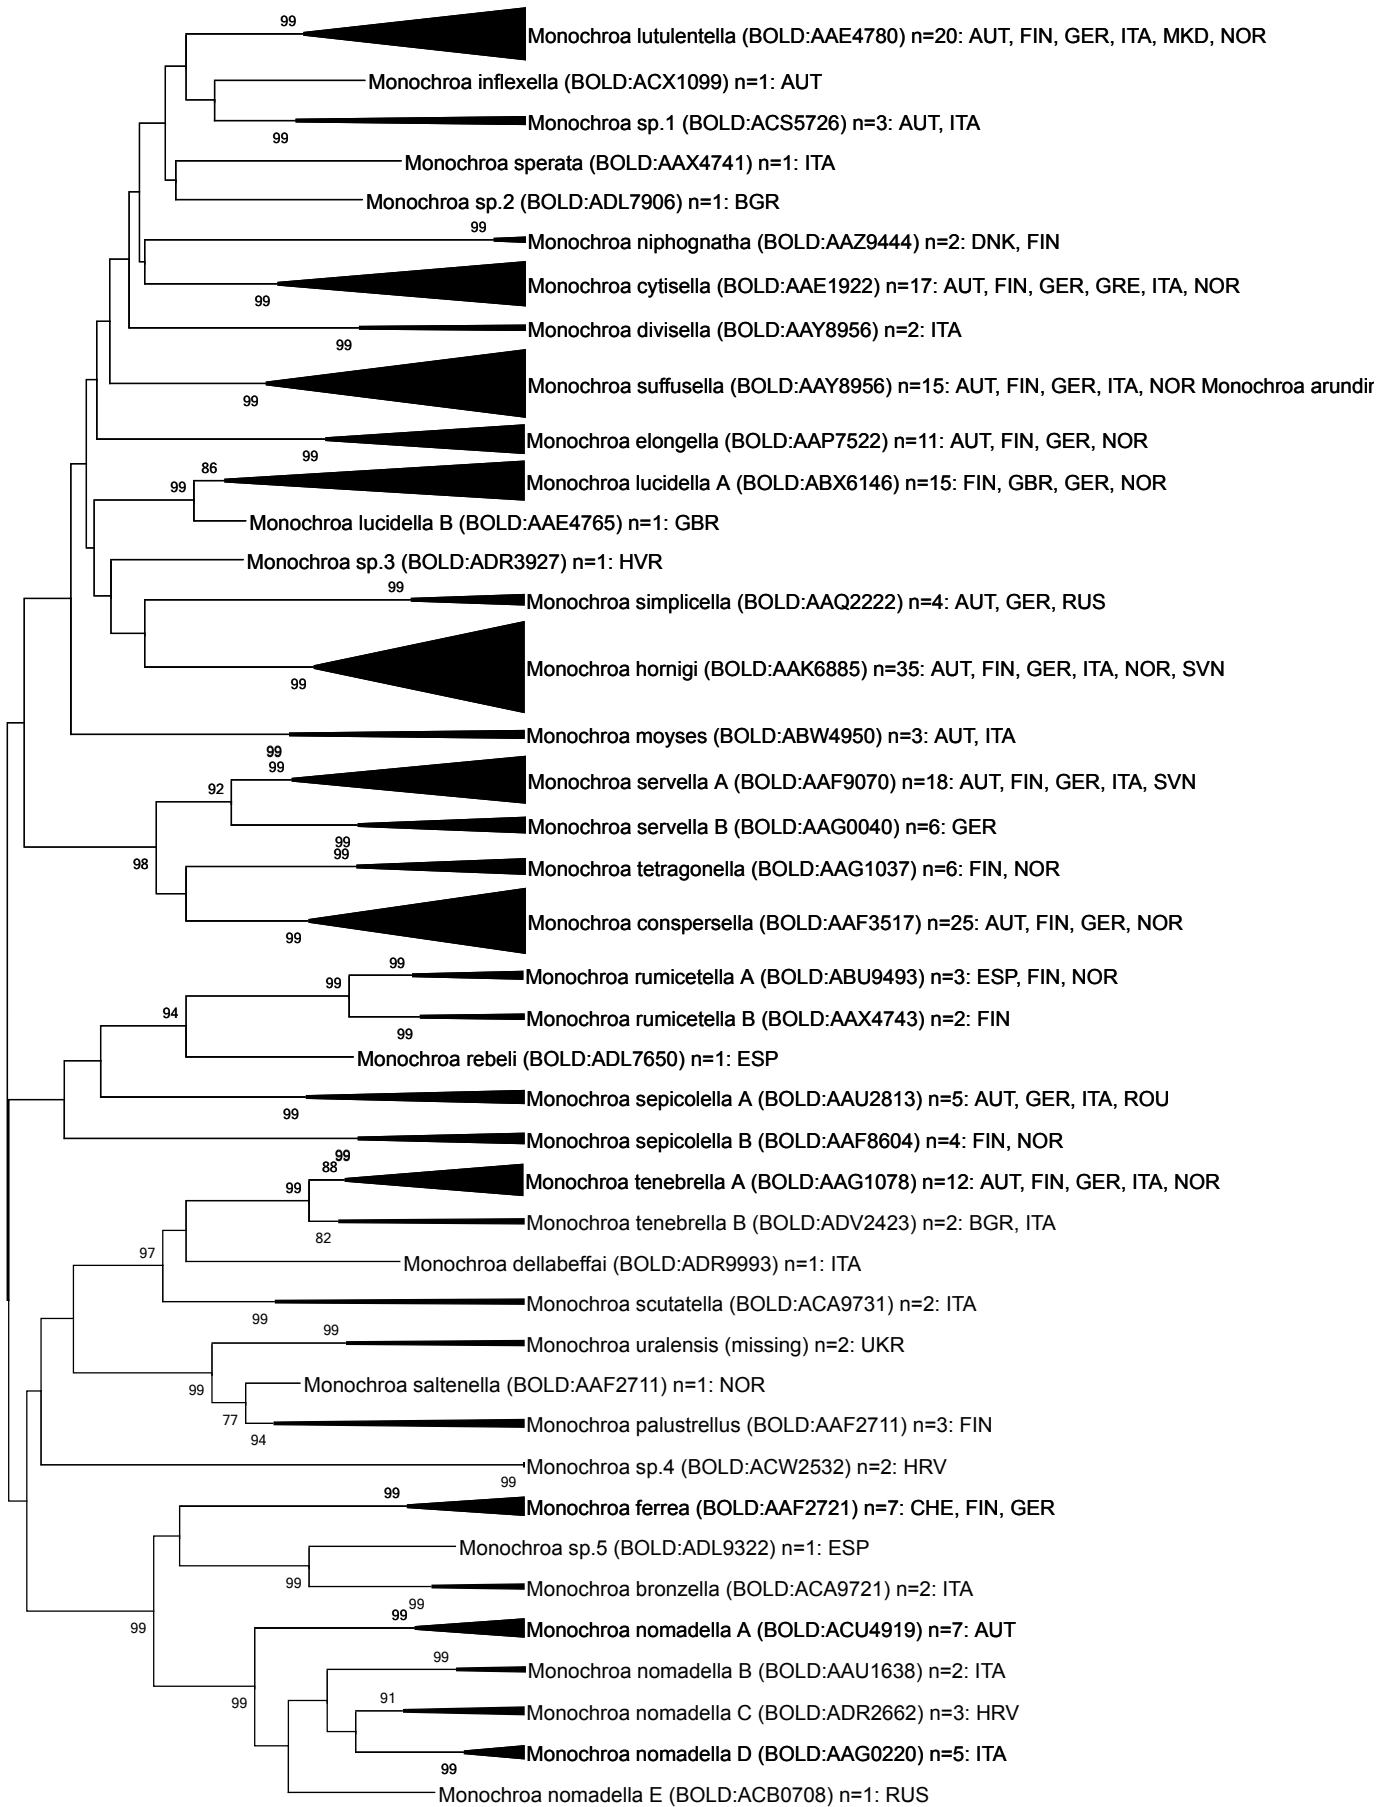 99
Monochroa lutulentella (BOLD:AAE4780) n=20: AUT, FIN, GER, ITA, MKD, NOR
Monochroa inflexella (BOLD:ACX1099) n=1: AUT
Monochroa sp.1 (BOLD:ACS5726) n=3: AUT, ITA
99
Monochroa sperata (BOLD:AAX4741) n=1: ITA
Monochroa sp.2 (BOLD:ADL7906) n=1: BGR
99
Monochroa niphognatha (BOLD:AAZ9444) n=2: DNK, FIN
Monochroa cytisella (BOLD:AAE1922) n=17: AUT, FIN, GER, GRE, ITA, NOR
99
Monochroa divisella (BOLD:AAY8956) n=2: ITA
99
Monochroa suffusella (BOLD:AAY8956) n=15: AUT, FIN, GER, ITA, NOR Monochroa arundin
99
Monochroa elongella (BOLD:AAP7522) n=11: AUT, FIN, GER, NOR
99
86
Monochroa lucidella A (BOLD:ABX6146) n=15: FIN, GBR, GER, NOR
99
Monochroa lucidella B (BOLD:AAE4765) n=1: GBR
Monochroa sp.3 (BOLD:ADR3927) n=1: HVR
99
Monochroa simplicella (BOLD:AAQ2222) n=4: AUT, GER, RUS
Monochroa hornigi (BOLD:AAK6885) n=35: AUT, FIN, GER, ITA, NOR, SVN
99
Monochroa moyses (BOLD:ABW4950) n=3: AUT, ITA
99
99
Monochroa servella A (BOLD:AAF9070) n=18: AUT, FIN, GER, ITA, SVN
92
Monochroa servella B (BOLD:AAG0040) n=6: GER
99
99
98
Monochroa tetragonella (BOLD:AAG1037) n=6: FIN, NOR
Monochroa conspersella (BOLD:AAF3517) n=25: AUT, FIN, GER, NOR
99
99
Monochroa rumicetella A (BOLD:ABU9493) n=3: ESP, FIN, NOR
99
94
Monochroa rumicetella B (BOLD:AAX4743) n=2: FIN
99
Monochroa rebeli (BOLD:ADL7650) n=1: ESP
Monochroa sepicolella A (BOLD:AAU2813) n=5: AUT, GER, ITA, ROU
99
Monochroa sepicolella B (BOLD:AAF8604) n=4: FIN, NOR
99
88
Monochroa tenebrella A (BOLD:AAG1078) n=12: AUT, FIN, GER, ITA, NOR
99
Monochroa tenebrella B (BOLD:ADV2423) n=2: BGR, ITA
82
97
Monochroa dellabeffai (BOLD:ADR9993) n=1: ITA
Monochroa scutatella (BOLD:ACA9731) n=2: ITA
99
99
Monochroa uralensis (missing) n=2: UKR
99
Monochroa saltenella (BOLD:AAF2711) n=1: NOR
77
Monochroa palustrellus (BOLD:AAF2711) n=3: FIN
94
Monochroa sp.4 (BOLD:ACW2532) n=2: HRV
99
99
Monochroa ferrea (BOLD:AAF2721) n=7: CHE, FIN, GER
Monochroa sp.5 (BOLD:ADL9322) n=1: ESP
99
Monochroa bronzella (BOLD:ACA9721) n=2: ITA
99
99
99
Monochroa nomadella A (BOLD:ACU4919) n=7: AUT
99
Monochroa nomadella B (BOLD:AAU1638) n=2: ITA
99
91
Monochroa nomadella C (BOLD:ADR2662) n=3: HRV
Monochroa nomadella D (BOLD:AAG0220) n=5: ITA
99
Monochroa nomadella E (BOLD:ACB0708) n=1: RUS